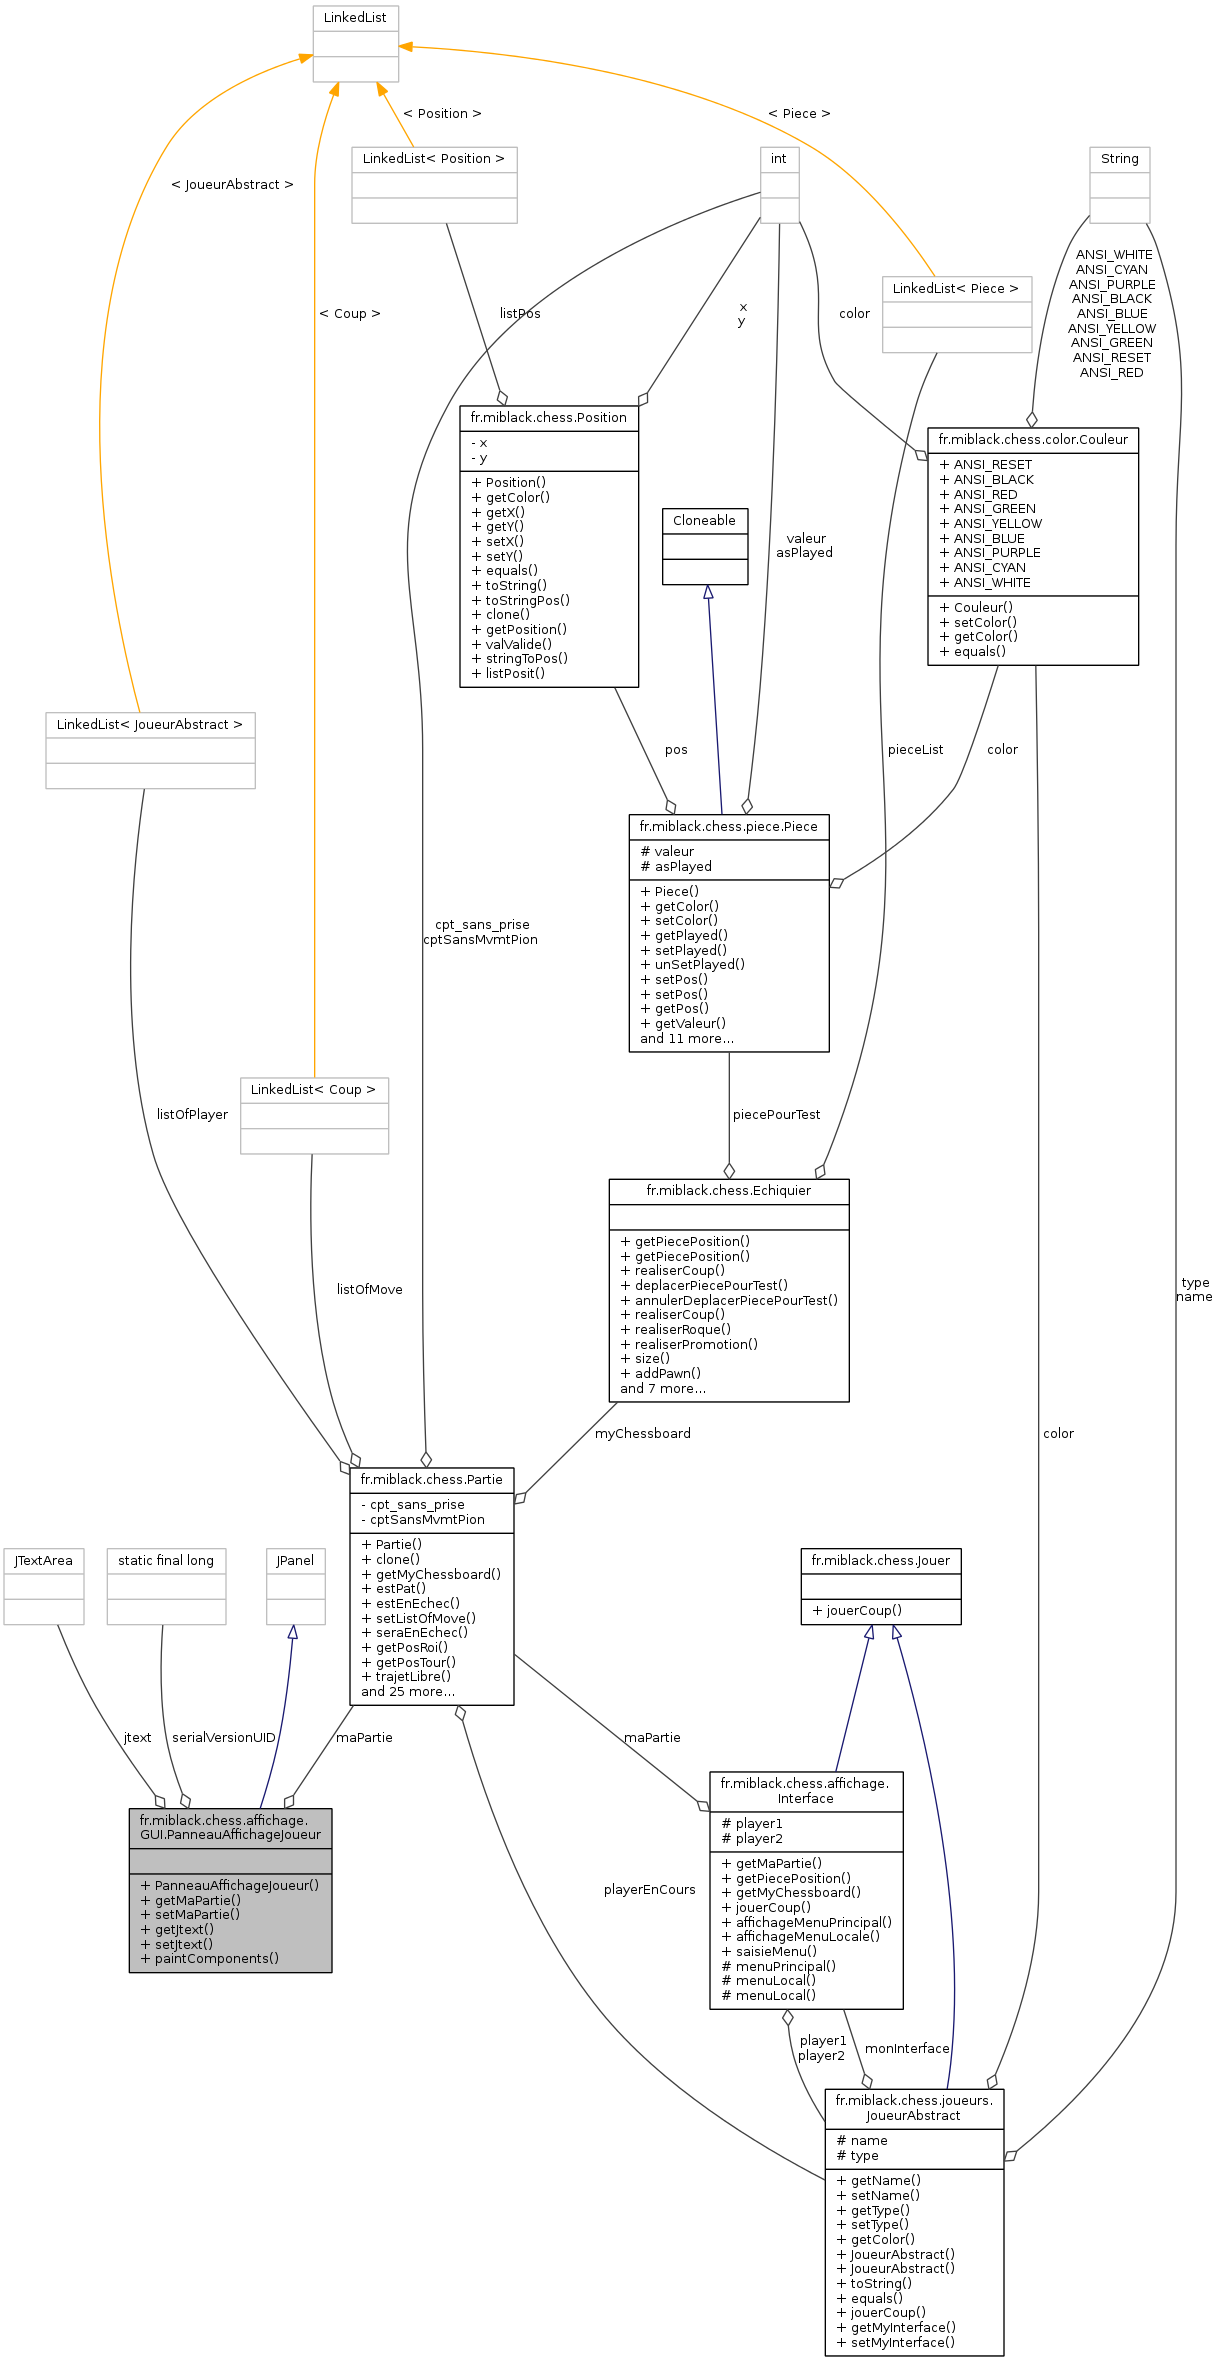 LinkedList
< Position >
< Piece >
LinkedList< Position >
int
String
< JoueurAbstract >
ANSI_WHITE
ANSI_CYAN
ANSI_PURPLE
ANSI_BLACK
ANSI_BLUE
ANSI_YELLOW
ANSI_GREEN
ANSI_RESET
ANSI_RED
LinkedList< Piece >
< Coup >
listPos
x
y
color
fr.miblack.chess.Position
- x
- y
+ Position()
+ getColor()
+ getX()
+ getY()
+ setX()
+ setY()
+ equals()
+ toString()
+ toStringPos()
+ clone()
+ getPosition()
+ valValide()
+ stringToPos()
+ listPosit()
fr.miblack.chess.color.Couleur
+ ANSI_RESET
+ ANSI_BLACK
+ ANSI_RED
+ ANSI_GREEN
+ ANSI_YELLOW
+ ANSI_BLUE
+ ANSI_PURPLE
+ ANSI_CYAN
+ ANSI_WHITE
+ Couleur()
+ setColor()
+ getColor()
+ equals()
Cloneable
valeur
asPlayed
LinkedList< JoueurAbstract >
pos
pieceList
color
fr.miblack.chess.piece.Piece
# valeur
# asPlayed
+ Piece()
+ getColor()
+ setColor()
+ getPlayed()
+ setPlayed()
+ unSetPlayed()
+ setPos()
+ setPos()
+ getPos()
+ getValeur()
and 11 more...
cpt_sans_prise
cptSansMvmtPion
LinkedList< Coup >
listOfPlayer
piecePourTest
fr.miblack.chess.Echiquier
+ getPiecePosition()
+ getPiecePosition()
+ realiserCoup()
+ deplacerPiecePourTest()
+ annulerDeplacerPiecePourTest()
+ realiserCoup()
+ realiserRoque()
+ realiserPromotion()
+ size()
+ addPawn()
and 7 more...
listOfMove
type
name
myChessboard
color
fr.miblack.chess.Partie
- cpt_sans_prise
- cptSansMvmtPion
+ Partie()
+ clone()
+ getMyChessboard()
+ estPat()
+ estEnEchec()
+ setListOfMove()
+ seraEnEchec()
+ getPosRoi()
+ getPosTour()
+ trajetLibre()
and 25 more...
JTextArea
static final long
JPanel
fr.miblack.chess.Jouer
+ jouerCoup()
jtext
serialVersionUID
maPartie
maPartie
fr.miblack.chess.affichage.
GUI.PanneauAffichageJoueur
+ PanneauAffichageJoueur()
+ getMaPartie()
+ setMaPartie()
+ getJtext()
+ setJtext()
+ paintComponents()
fr.miblack.chess.affichage.
Interface
# player1
# player2
+ getMaPartie()
+ getPiecePosition()
+ getMyChessboard()
+ jouerCoup()
+ affichageMenuPrincipal()
+ affichageMenuLocale()
+ saisieMenu()
# menuPrincipal()
# menuLocal()
# menuLocal()
playerEnCours
player1
player2
monInterface
fr.miblack.chess.joueurs.
JoueurAbstract
# name
# type
+ getName()
+ setName()
+ getType()
+ setType()
+ getColor()
+ JoueurAbstract()
+ JoueurAbstract()
+ toString()
+ equals()
+ jouerCoup()
+ getMyInterface()
+ setMyInterface()